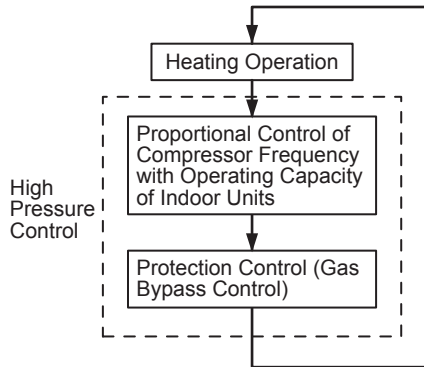 Heating Operation
Proportional Control of
Compressor Frequency
with Operating Capacity
of Indoor Units
High
Pressure
Control
Protection Control (Gas
Bypass Control)